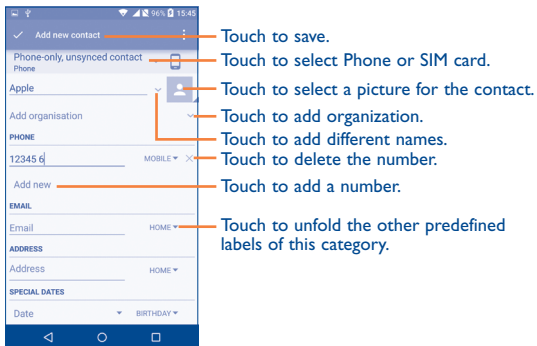 96% 15:45
Add new contact
Touch to save.
Phone-only, unsynced contact
Phone
Touch to select Phone or SIM card.
Apple
Touch to select a picture for the contact.
Add organisation
Touch to add organization.
Touch to add different names.
PHONE
12345 6
MOBILE
Touch to delete the number.
Add new
Touch to add a number.
EMAIL
Email
HOME
Touch to unfold the other predefined
labels of this category.
ADDRESS
Address
HOME
SPECIAL DATES
Date
BIRTHDAY